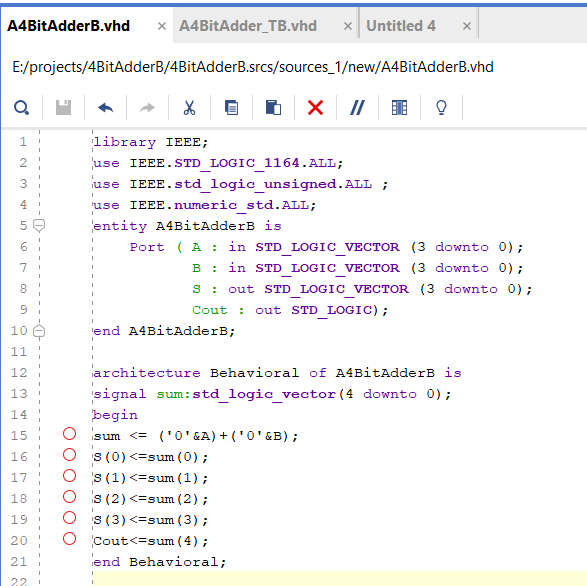 A4BitAdderB.vhd × A4BitAdder_TB.vhd × Untitled 4 ×
E:/projects/4BitAdderB/4BitAdderB.srcs/sources_1/new/A4BitAdderB.vhd
1 library IEEE;
2 use IEEE.STD_LOGIC_1164.ALL;
3 use IEEE.std_logic_unsigned.ALL ;
4 use IEEE.numeric_std.ALL;
5 entity A4BitAdderB is
6 Port ( A : in STD_LOGIC_VECTOR (3 downto 0);
7 B : in STD_LOGIC_VECTOR (3 downto 0);
8 S : out STD_LOGIC_VECTOR (3 downto 0);
9 Cout : out STD_LOGIC);
10 end A4BitAdderB;
11
12 architecture Behavioral of A4BitAdderB is
13 signal sum:std_logic_vector(4 downto 0);
14 begin
15 sum <= ('0'&A)+('0'&B);
16 S(0)<=sum(0);
17 S(1)<=sum(1);
18 S(2)<=sum(2);
19 S(3)<=sum(3);
20 Cout<=sum(4);
21 end Behavioral;
22